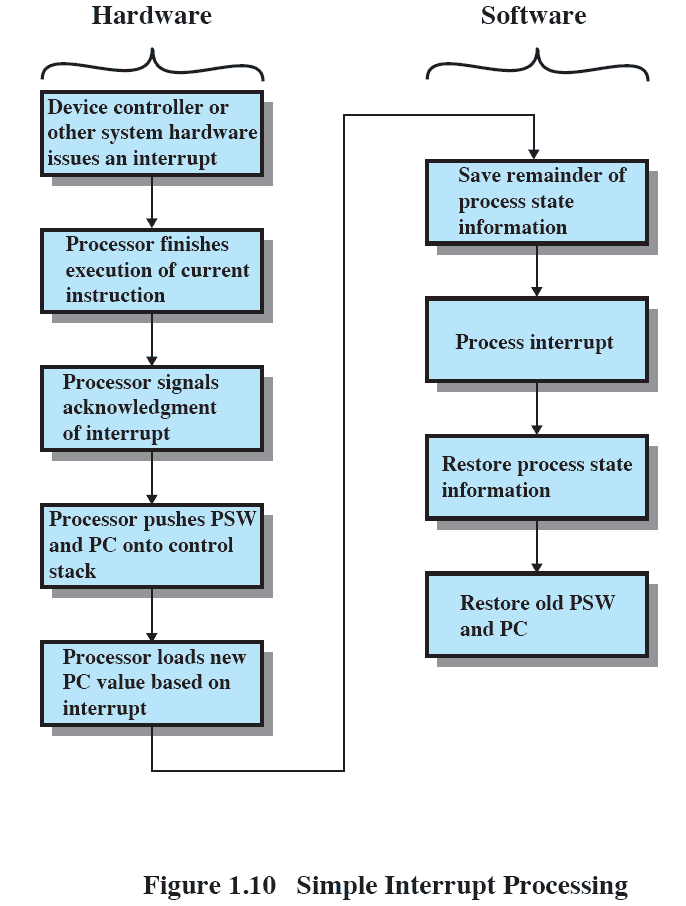 Hardware
Device controller or
other system hardware
issues an interrupt
Processor finishes
execution of current
instruction
Processor signals
acknowledgment
of interrupt
Processor pushes PSW
and PC onto control
stack
Processor loads new
PC value based on
interrupt
Software
Save remainder of
process state
information
Process interrupt
Restore process state
information
Restore old PSW
and PC
Figure 1.10 Simple Interrupt Processing